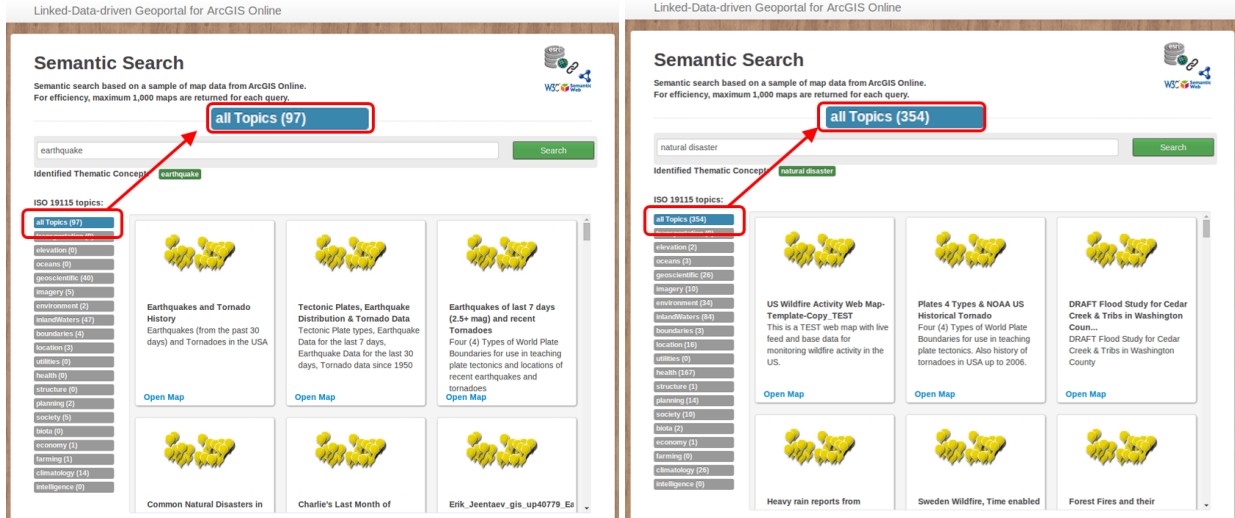 Linked-Data-driven Geoportal for ArcGIS Online
Semantic Search
Semantic search based on a sample of map data from ArcGIS Online.
For efficiency, maximum 1,000 maps are returned for each query.
esri
W3C Semantic Web
all Topics (97)
earthquake
Search
Identified Thematic Concept
earthquake
ISO 19115 topics:
all Topics (97)
elevation (0)
oceans (0)
geoscientific (40)
imagery (5)
environment (2)
inlandWaters (47)
boundaries (4)
location (3)
utilities (0)
health (0)
structure (0)
planning (2)
society (5)
biota (0)
economy (1)
farming (1)
climatology (14)
intelligence (0)
Earthquakes and Tornado
History
Earthquakes (from the past 30
days) and Tornadoes in the USA
Open Map
Tectonic Plates, Earthquake
Distribution & Tornado Data
Tectonic Plate types, Earthquake
Data for the last 7 days,
Earthquake Data for the last 30
days, Tornado data since 1950
Open Map
Earthquakes of last 7 days
(2.5+ mag) and recent
Tornadoes
Four (4) Types of World Plate
Boundaries for use in teaching
plate tectonics and locations of
recent earthquakes and
tornadoes
Open Map
Common Natural Disasters in
Charlie's Last Month of
Erik_Jeentaev_gis_up40779_Ea
Linked-Data-driven Geoportal for ArcGIS Online
Semantic Search
Semantic search based on a sample of map data from ArcGIS Online.
For efficiency, maximum 1,000 maps are returned for each query.
esri
W3C Semantic Web
all Topics (354)
natural disaster
Search
Identified Thematic Concept
natural disaster
ISO 19115 topics:
all Topics (354)
elevation (2)
oceans (3)
geoscientific (26)
imagery (10)
environment (34)
inlandWaters (84)
boundaries (3)
location (16)
utilities (0)
health (167)
structure (1)
planning (14)
society (10)
biota (2)
economy (1)
farming (0)
climatology (26)
intelligence (0)
US Wildfire Activity Web Map-
Template-Copy_TEST
This is a TEST web map with live
feed and base data for
monitoring wildfire activity in the
US.
Open Map
Plates 4 Types & NOAA US
Historical Tornado
Four (4) Types of World Plate
Boundaries for use in teaching
plate tectonics. Also history of
tornadoes in USA up to 2006.
Open Map
DRAFT Flood Study for Cedar
Creek & Tribs in Washington
Coun...
DRAFT Flood Study for Cedar
Creek & Tribs in Washington
County
Open Map
Heavy rain reports from
Sweden Wildfire, Time enabled
Forest Fires and their